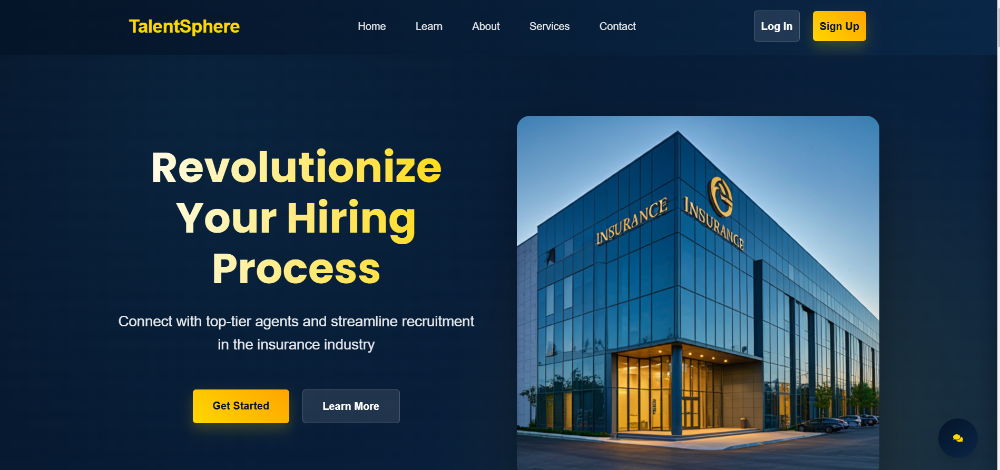 TalentSphere
Home
Learn
About
Services
Contact
Log In
Sign Up
Revolutionize
Your Hiring
Process
Connect with top-tier agents and streamline recruitment
in the insurance industry
Get Started
Learn More
INSURANCE
INSURANCE